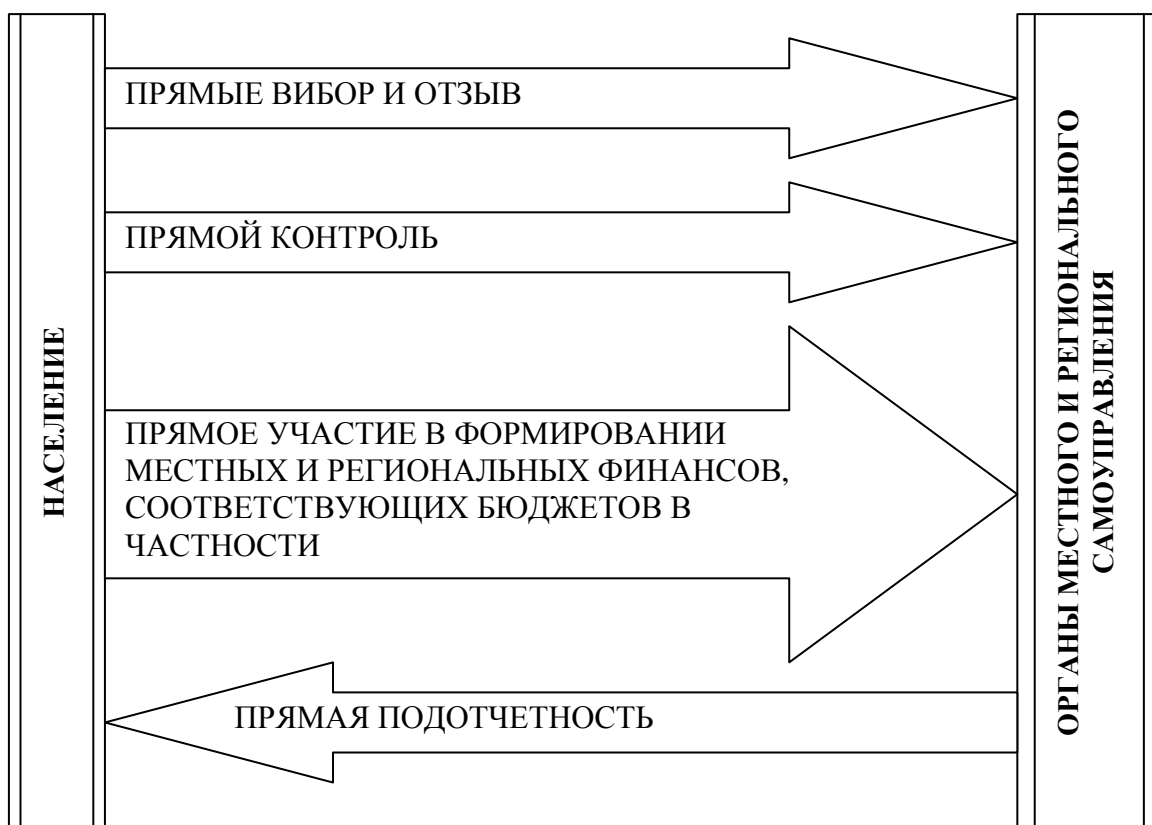 НАСЕЛЕНИЕ
ПРЯМЫЕ ВИБОР И ОТЗЫВ
ПРЯМОЙ КОНТРОЛЬ
ПРЯМОЕ УЧАСТИЕ В ФОРМИРОВАНИИ
МЕСТНЫХ И РЕГИОНАЛЬНЫХ ФИНАНСОВ,
СООТВЕТСТВУЮЩИХ БЮДЖЕТОВ В
ЧАСТНОСТИ
ПРЯМАЯ ПОДОТЧЕТНОСТЬ
ОРГАНЫ МЕСТНОГО И РЕГИОНАЛЬНОГО
САМОУПРАВЛЕНИЯ